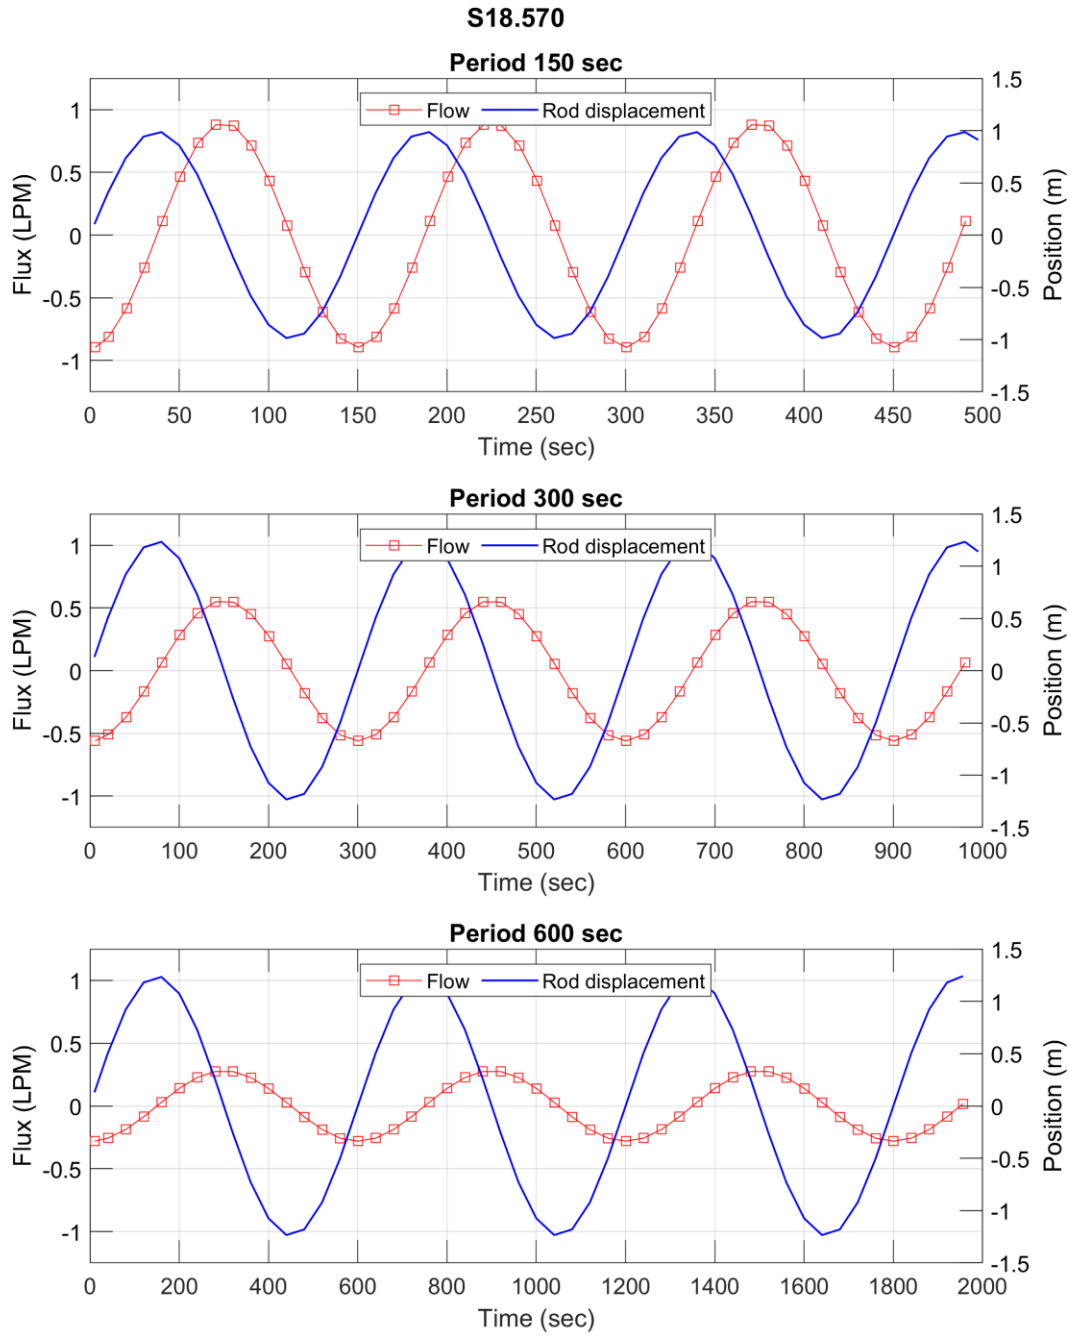 S18.570
Period 150 sec
Flow Rod displacement
Flux (LPM)
1
0.5
0
-0.5
-1
Position (m)
1.5
1
0.5
0
-0.5
-1
-1.5
0 50 100 150 200 250 300 350 400 450 500
Time (sec)
Period 300 sec
Flow Rod displacement
Flux (LPM)
1
0.5
0
-0.5
-1
Position (m)
1.5
1
0.5
0
-0.5
-1
-1.5
0 100 200 300 400 500 600 700 800 900 1000
Time (sec)
Period 600 sec
Flow Rod displacement
Flux (LPM)
1
0.5
0
-0.5
-1
Position (m)
1.5
1
0.5
0
-0.5
-1
-1.5
0 200 400 600 800 1000 1200 1400 1600 1800 2000
Time (sec)